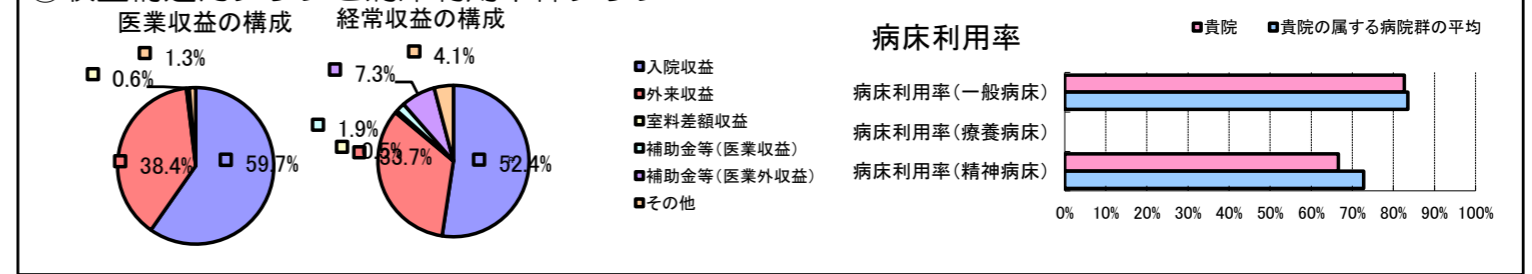 医業収益の構成
経常収益の構成
1.3%
0.6%
38.4%
59.7%
4.1%
7.3%
1.9%
0.5%
33.7%
52.4%
入院収益
外来収益
室料差額収益
補助金等(医業収益)
補助金等(医業外収益)
その他
病床利用率
貴院
貴院の属する病院群の平均
病床利用率(一般病床)
病床利用率(療養病床)
病床利用率(精神病床)
0% 10% 20% 30% 40% 50% 60% 70% 80% 90% 100%